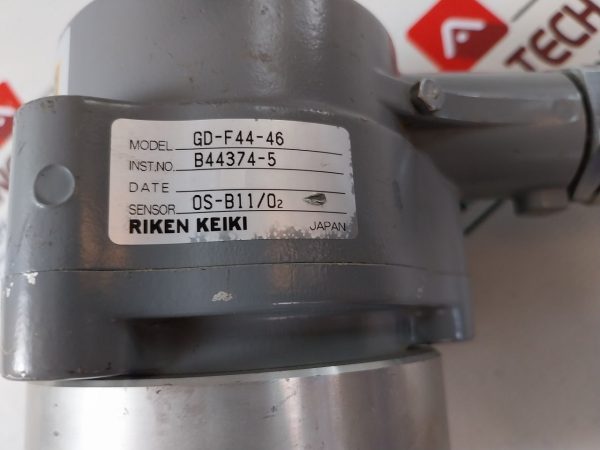 MODEL GD-F44-46
INST.NO. B44374-5
DATE
SENSOR OS-B11/O₂
RIKEN KEIKI JAPAN
TECH